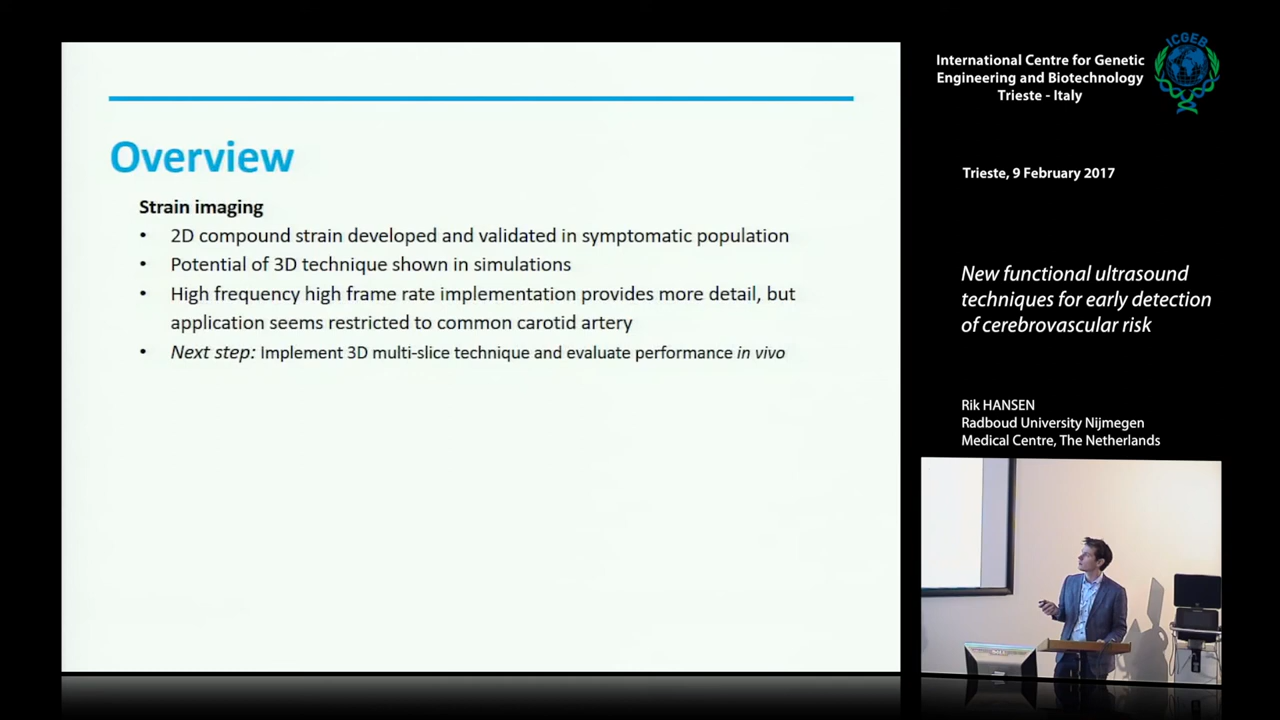 Overview
Strain imaging
• 2D compound strain developed and validated in symptomatic population
• Potential of 3D technique shown in simulations
• High frequency high frame rate implementation provides more detail, but
application seems restricted to common carotid artery
• Next step: Implement 3D multi-slice technique and evaluate performance in vivo
International Centre for Genetic
Engineering and Biotechnology
Trieste - Italy
ICGEB
Trieste, 9 February 2017
New functional ultrasound
techniques for early detection
of cerebrovascular risk
Rik HANSEN
Radboud University Nijmegen
Medical Centre, The Netherlands
DELL